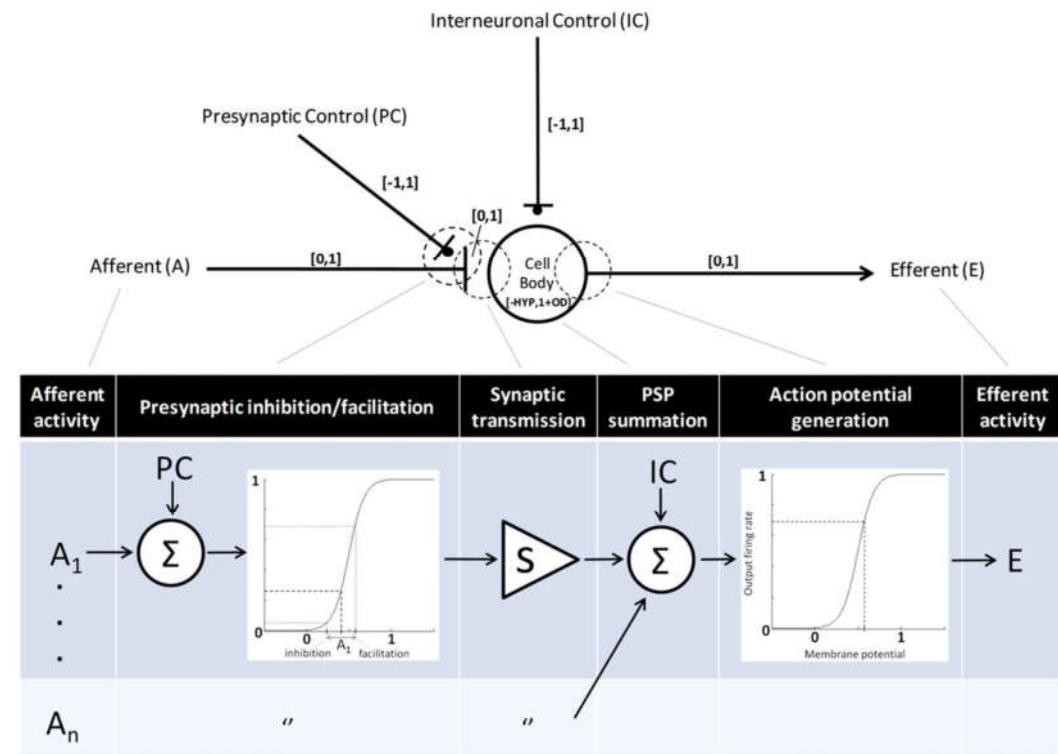 Interneuronal Control (IC)
Presynaptic Control (PC)
[-1,1]
[-1,1]
[0,1]
Afferent (A)
[0,1]
Cell
Body
[-HYP,1+OD]
[0,1]
Efferent (E)
Afferent
activity
Presynaptic inhibition/facilitation
Synaptic
transmission
PSP
summation
Action potential
generation
Efferent
activity
PC
IC
A1
Σ
1
0
0
1
inhibition
A1
facilitation
S
Σ
Output firing rate
1
0
0
1
Membrane potential
E
An
〃
〃